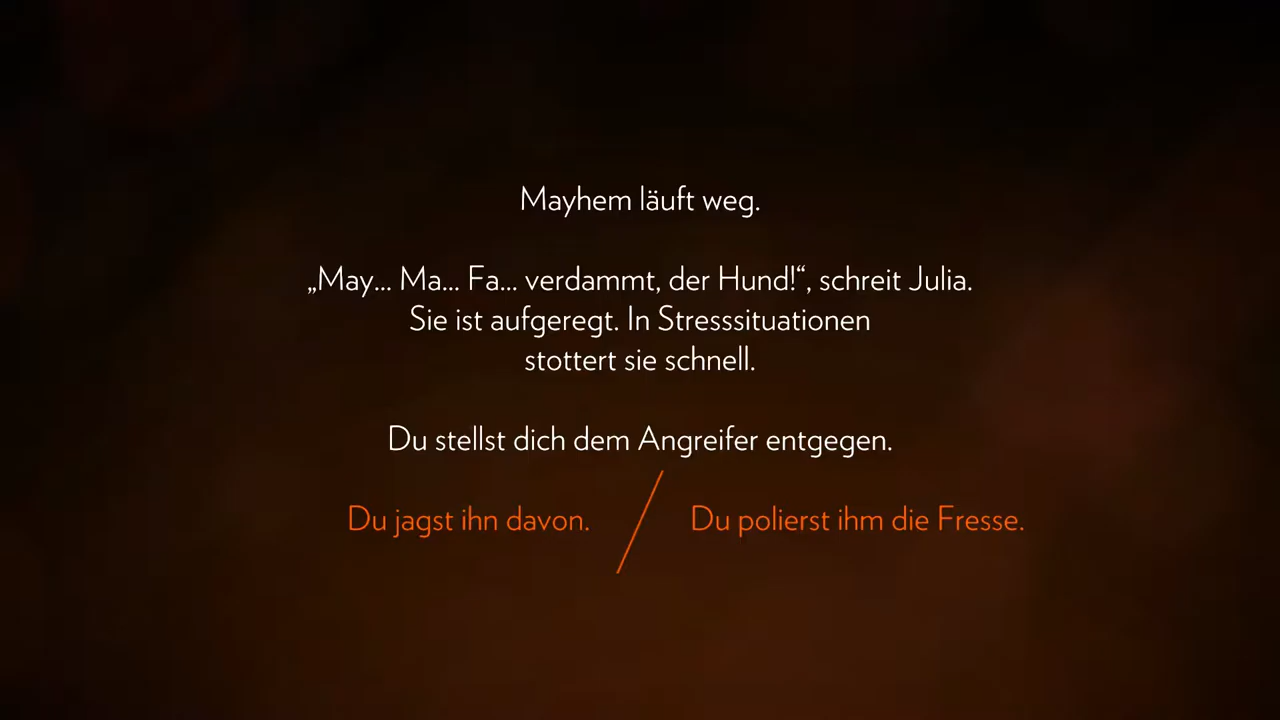 Mayhem läuft weg.
„May... Ma... Fa... verdammt, der Hund!“, schreit Julia.
Sie ist aufgeregt. In Stresssituationen
stottert sie schnell.
Du stellst dich dem Angreifer entgegen.
Du jagst ihn davon. / Du polierst ihm die Fresse.